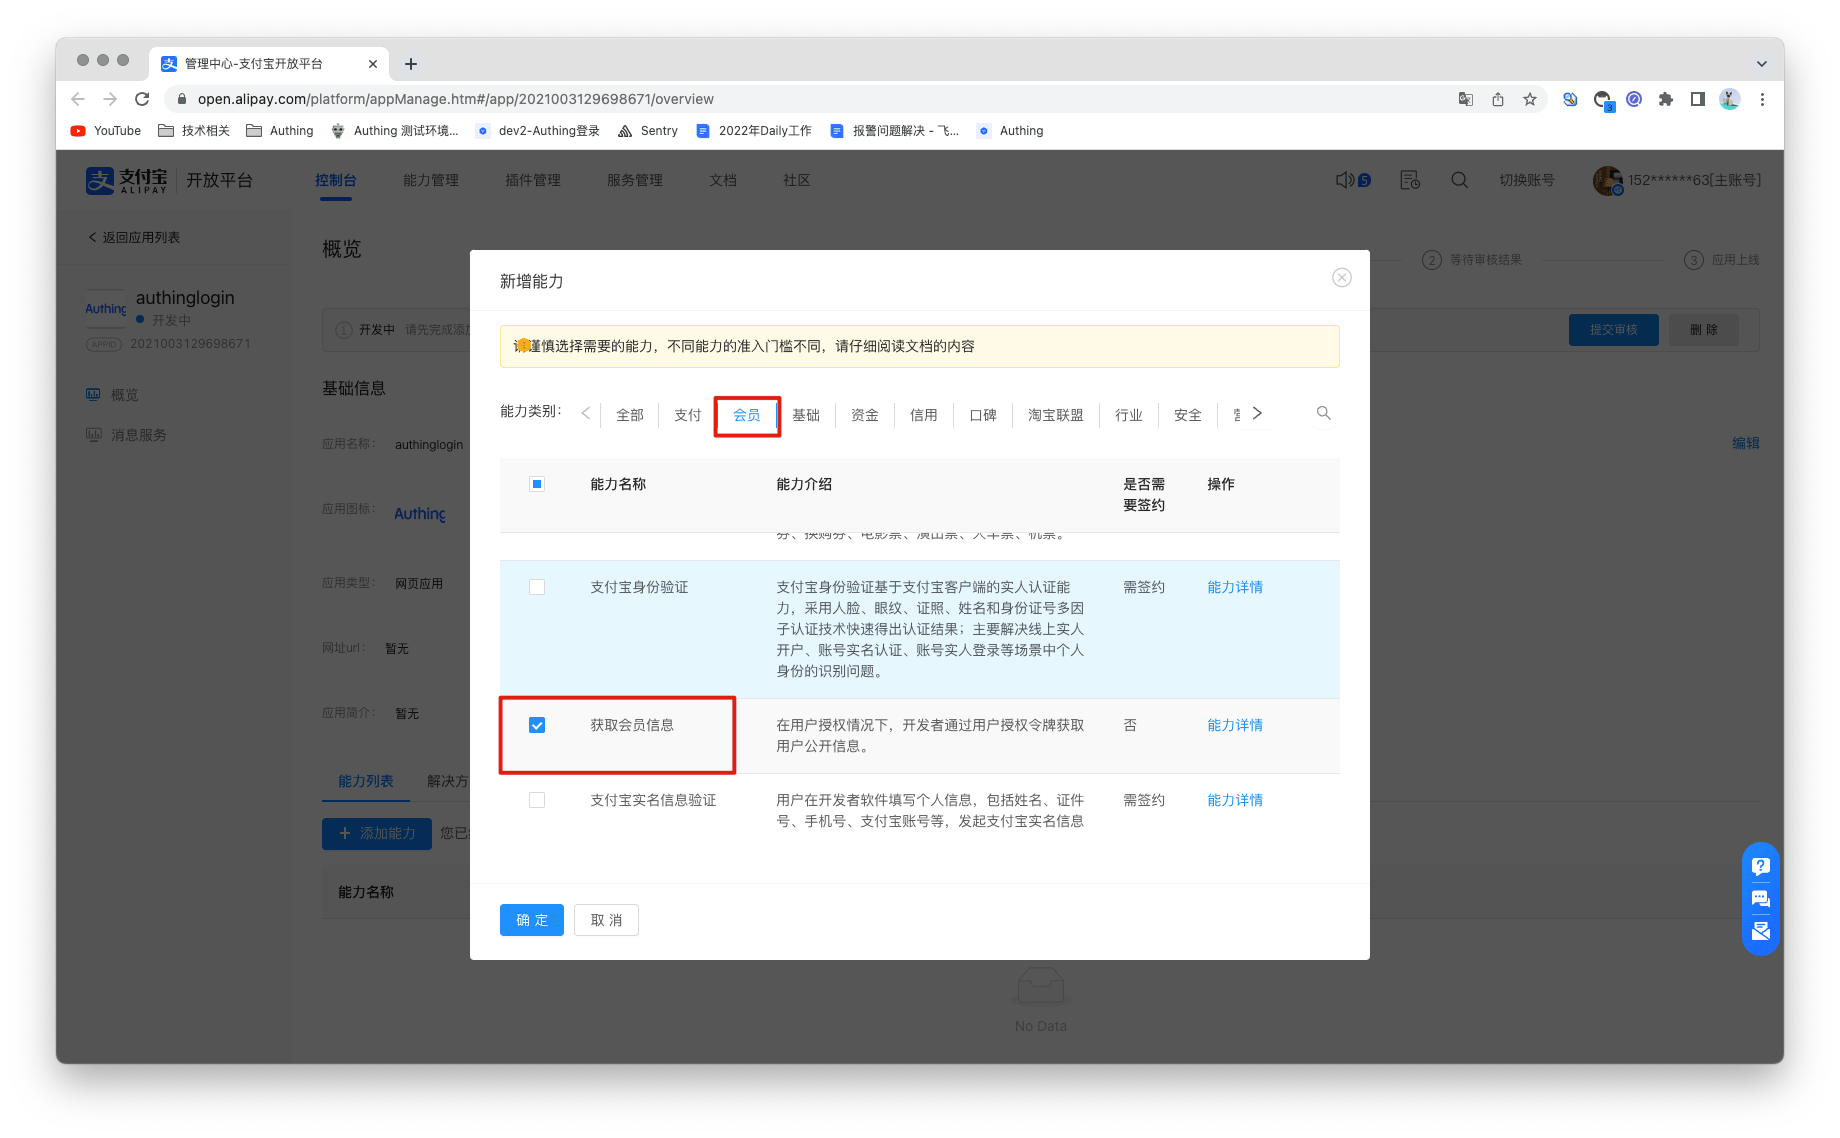 管理中心-支付宝开放平台
open.alipay.com/platform/appManage.htm#/app/2021003129698671/overview
3
YouTube
技术相关
Authing
Authing 测试环境...
dev2-Authing登录
Sentry
2022年Daily工作
报警问题解决 - 飞...
Authing
支付宝
ALIPAY
开放平台
控制台
能力管理
插件管理
服务管理
文档
社区
5
切换账号
152******63[主账号]
返回应用列表
Authing
authinglogin
开发中
APPID 2021003129698671
概览
消息服务
概览
2 等待审核结果
3 应用上线
1 开发中
请先完成添加
提交审核
删 除
基础信息
编辑
应用名称：
authinglogin
应用图标：
Authing
应用类型：
网页应用
网址url：
暂无
应用简介：
暂无
能力列表
解决方
添加能力
您已
能力名称
No Data
新增能力
谨慎选择需要的能力，不同能力的准入门槛不同，请仔细阅读文档的内容
能力类别：
全部
支付
会员
基础
资金
信用
口碑
淘宝联盟
行业
安全
能力名称
能力介绍
是否需
要签约
操作
券、换购券、电影票、演出票、火车票、机票。
支付宝身份验证
支付宝身份验证基于支付宝客户端的实人认证能
力，采用人脸、眼纹、证照、姓名和身份证号多因
子认证技术快速得出认证结果；主要解决线上实人
开户、账号实名认证、账号实人登录等场景中个人
身份的识别问题。
需签约
能力详情
获取会员信息
在用户授权情况下，开发者通过用户授权令牌获取
用户公开信息。
否
能力详情
支付宝实名信息验证
用户在开发者软件填写个人信息，包括姓名、证件
号、手机号、支付宝账号等，发起支付宝实名信息
需签约
能力详情
确 定
取 消